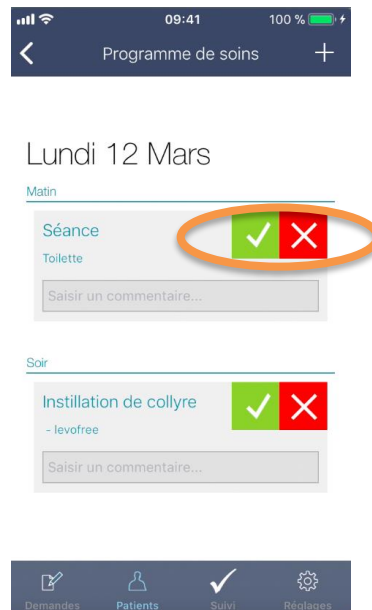 09:41
100 %
Programme de soins
Lundi 12 Mars
Matin
Séance
Toilette
Saisir un commentaire...
Soir
Instillation de collyre
- levofree
Saisir un commentaire...
Demandes Patients Suivi Réglages